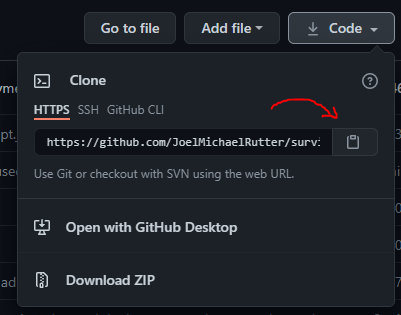 Go to file Add file Code
Clone
HTTPS SSH GitHub CLI
https://github.com/JoelMichaelRutter/survi
Use Git or checkout with SVN using the web URL.
Open with GitHub Desktop
Download ZIP